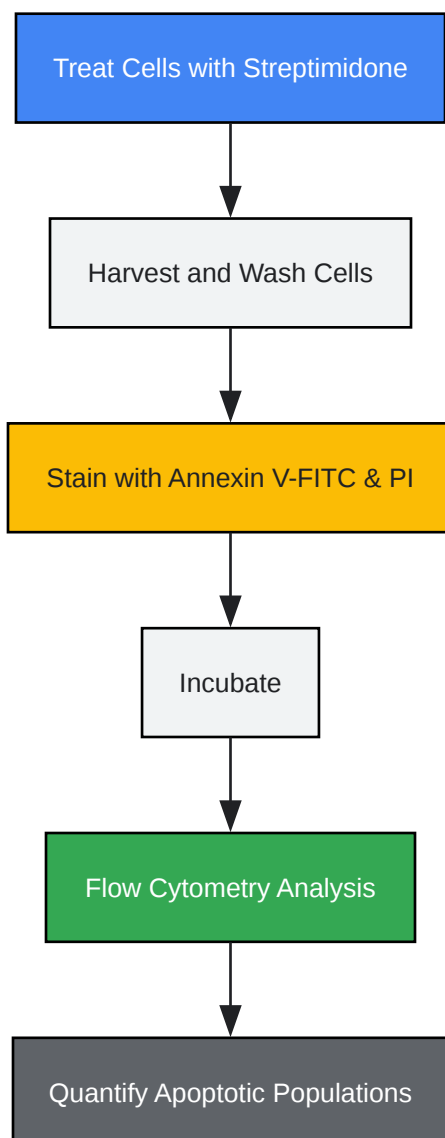 Treat Cells with Streptimidone
Harvest and Wash Cells
Stain with Annexin V-FITC & PI
Incubate
Flow Cytometry Analysis
Quantify Apoptotic Populations